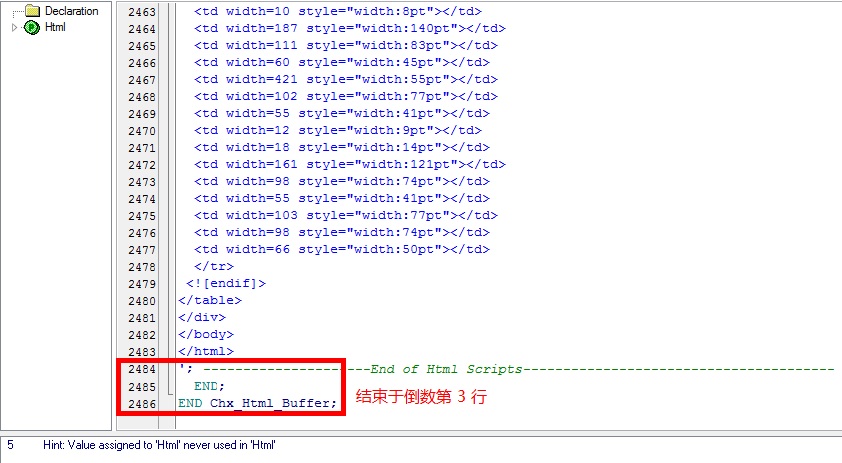 Declaration
Html
2463 <td width=10 style="width:8pt"></td>
2464 <td width=187 style="width:140pt"></td>
2465 <td width=111 style="width:83pt"></td>
2466 <td width=60 style="width:45pt"></td>
2467 <td width=421 style="width:55pt"></td>
2468 <td width=102 style="width:77pt"></td>
2469 <td width=55 style="width:41pt"></td>
2470 <td width=12 style="width:9pt"></td>
2471 <td width=18 style="width:14pt"></td>
2472 <td width=161 style="width:121pt"></td>
2473 <td width=98 style="width:74pt"></td>
2474 <td width=55 style="width:41pt"></td>
2475 <td width=103 style="width:77pt"></td>
2476 <td width=98 style="width:74pt"></td>
2477 <td width=66 style="width:50pt"></td>
2478 </tr>
2479 <![endif]>
2480 </table>
2481 </div>
2482 </body>
2483 </html>
2484 '; ---------------------End of Html Scripts---------------------------------------
2485 END;
2486 END Chx_Html_Buffer;
结束于倒数第 3 行
5 Hint: Value assigned to 'Html' never used in 'Html'